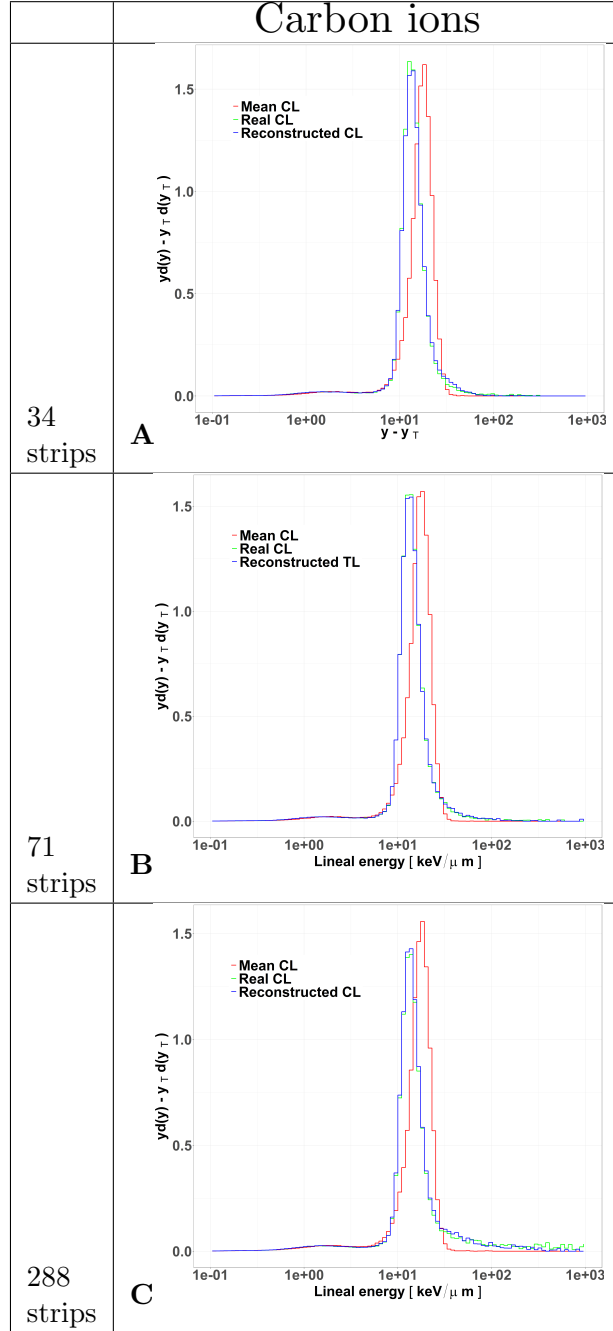 Carbon ions
34
strips
A
yd(y) - y T d(y T )
1.5
1.0
0.5
0.0
Mean CL
Real CL
Reconstructed CL
1e-01 1e+00 1e+01 1e+02 1e+03
y - y T
71
strips
B
yd(y) - y T d(y T )
1.5
1.0
0.5
0.0
Mean CL
Real CL
Reconstructed TL
1e-01 1e+00 1e+01 1e+02 1e+03
Lineal energy [ keV/μ m ]
288
strips
C
yd(y) - y T d(y T )
1.5
1.0
0.5
0.0
Mean CL
Real CL
Reconstructed CL
1e-01 1e+00 1e+01 1e+02 1e+03
Lineal energy [ keV/μ m ]